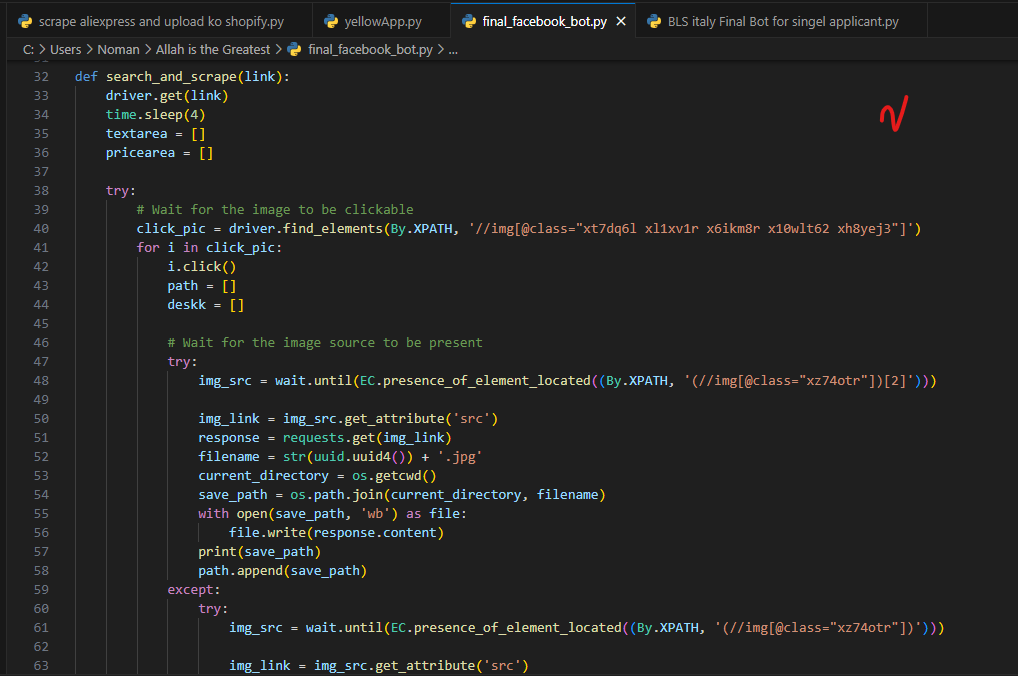 scrape aliexpress and upload ko shopify.py yellowApp.py final_facebook_bot.py × BLS italy Final Bot for singel applicant.py
C: > Users > Noman > Allah is the Greatest > final_facebook_bot.py > ...
31
32 def search_and_scrape(link):
33 driver.get(link)
34 time.sleep(4)
35 textarea = []
36 pricearea = []
37
38 try:
39 # Wait for the image to be clickable
40 click_pic = driver.find_elements(By.XPATH, '//img[@class="xt7dq6l xl1xv1r x6ikm8r x10wlt62 xh8yej3"]')
41 for i in click_pic:
42 i.click()
43 path = []
44 deskk = []
45
46 # Wait for the image source to be present
47 try:
48 img_src = wait.until(EC.presence_of_element_located((By.XPATH, '(//img[@class="xz74otr"])[2]')))
49
50 img_link = img_src.get_attribute('src')
51 response = requests.get(img_link)
52 filename = str(uuid.uuid4()) + '.jpg'
53 current_directory = os.getcwd()
54 save_path = os.path.join(current_directory, filename)
55 with open(save_path, 'wb') as file:
56 file.write(response.content)
57 print(save_path)
58 path.append(save_path)
59 except:
60 try:
61 img_src = wait.until(EC.presence_of_element_located((By.XPATH, '(//img[@class="xz74otr"])')))
62
63 img_link = img_src.get_attribute('src')